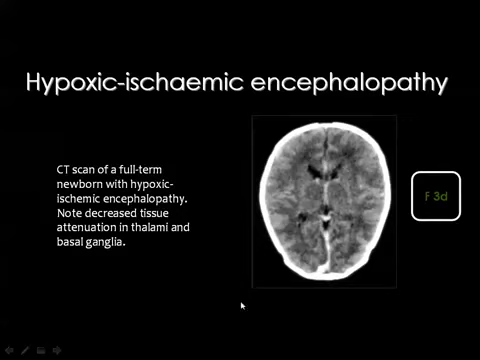 Hypoxic-ischaemic encephalopathy
CT scan of a full-term
newborn with hypoxic-
ischemic encephalopathy.
Note decreased tissue
attenuation in thalami and
basal ganglia.
F 3d